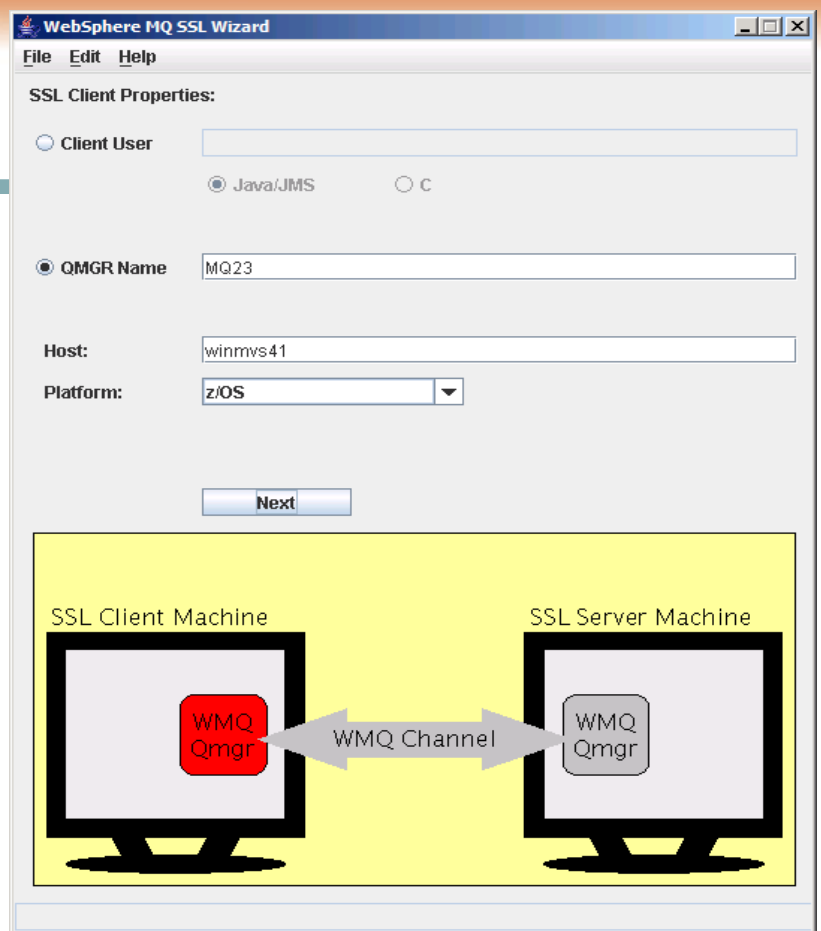 WebSphere MQ SSL Wizard
File Edit Help
SSL Client Properties:
Client User
Java/JMS C
QMGR Name MQ23
Host: winmvs41
Platform: z/OS
Next
SSL Client Machine SSL Server Machine
WMQ Qmgr
WMQ Channel
WMQ Qmgr